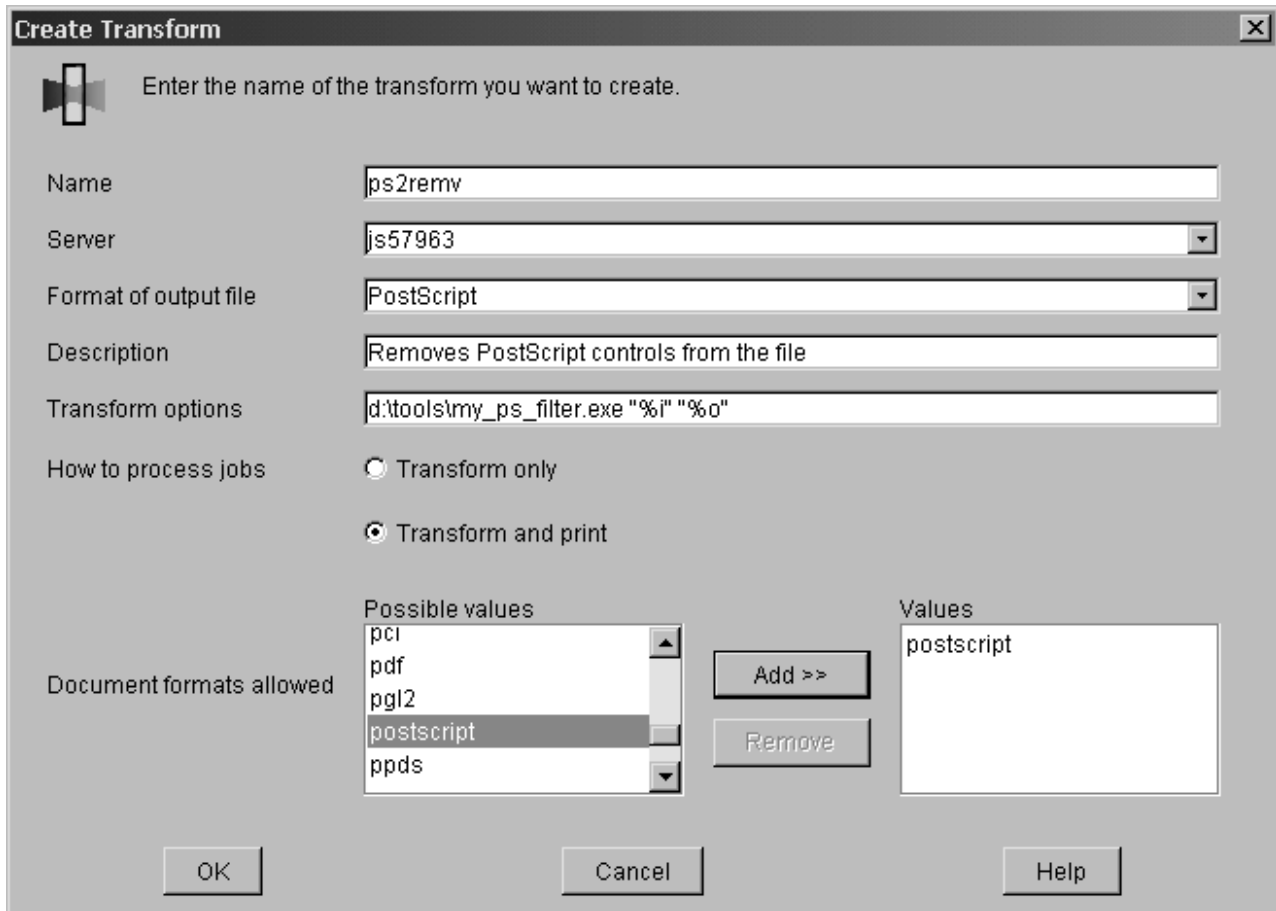 Create Transform
Enter the name of the transform you want to create.
Name ps2remv
Server js57963
Format of output file PostScript
Description Removes PostScript controls from the file
Transform options d:\tools\my_ps_filter.exe "%i" "%o"
How to process jobs Transform only
Transform and print
Possible values Values
pcl
pdf
pgl2
postscript
ppds
Document formats allowed
Add >>
Remove
postscript
OK Cancel Help